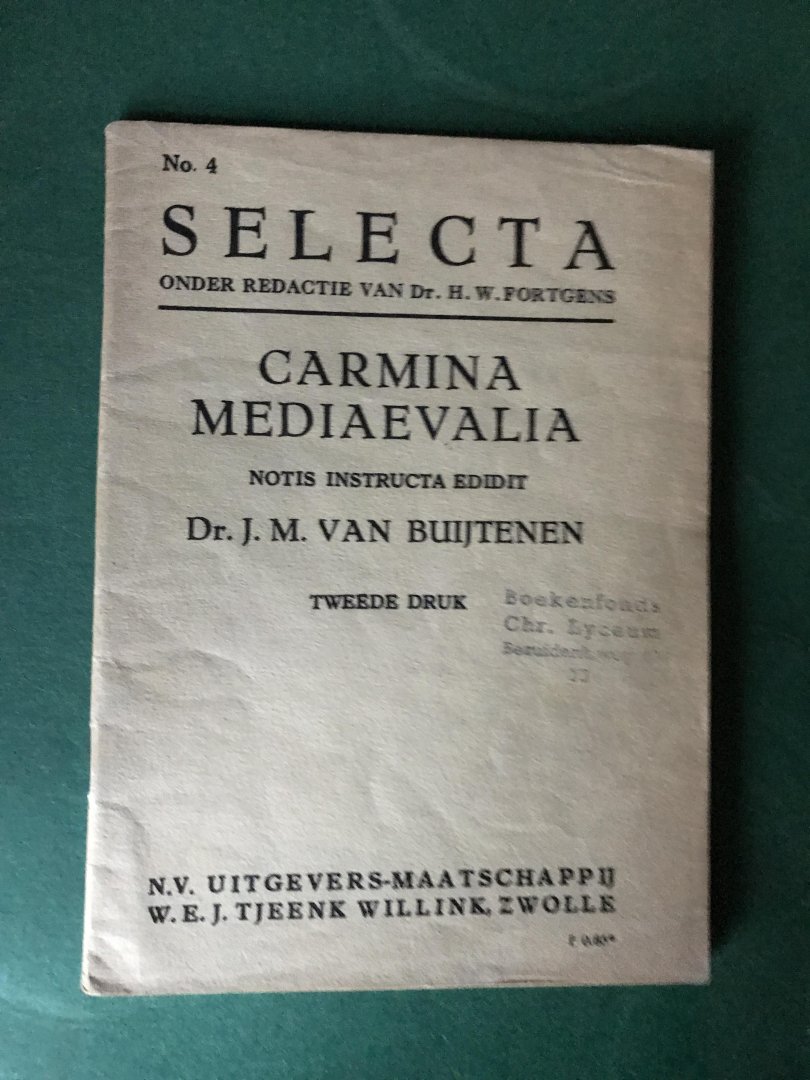 No. 4
SELECTA
ONDER REDACTIE VAN Dr. H. W. FORTGENS
CARMINA
MEDIAEVALIA
NOTIS INSTRUCTA EDIDIT
Dr. J. M. VAN BUIJTENEN
TWEEDE DRUK
Boekenfonds
Chr. Lyceum
N.V. UITGEVERS-MAATSCHAPPIJ
W. E. J. TJEENK WILLINK, ZWOLLE